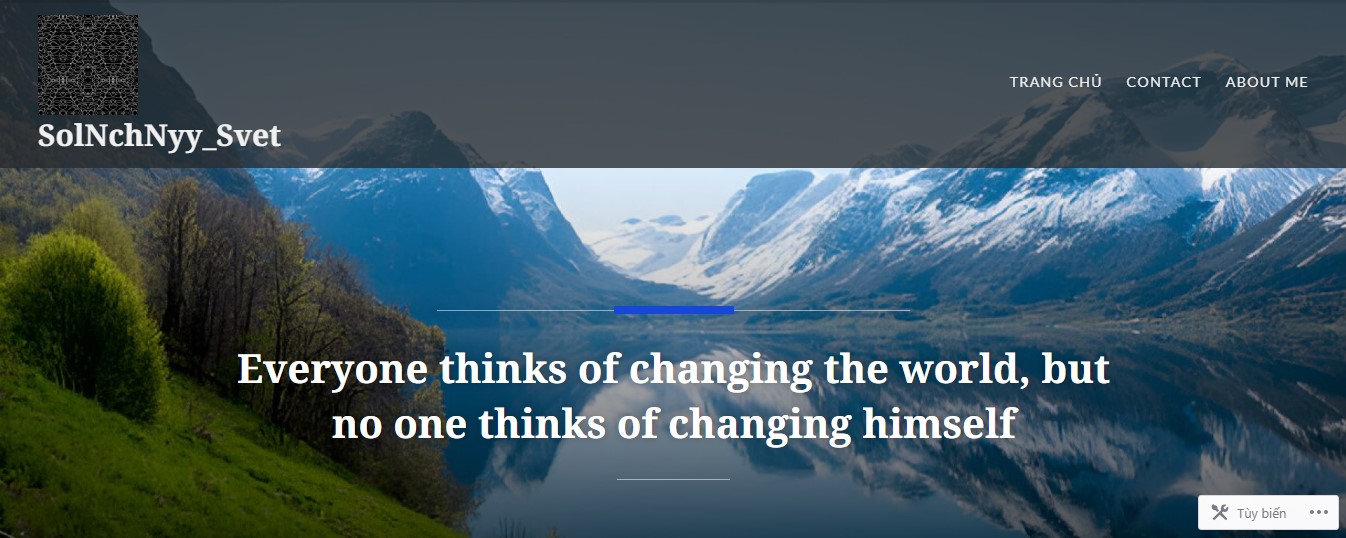 SolNchNyy_Svet
TRANG CHỦ CONTACT ABOUT ME
Everyone thinks of changing the world, but
no one thinks of changing himself
Tùy biến